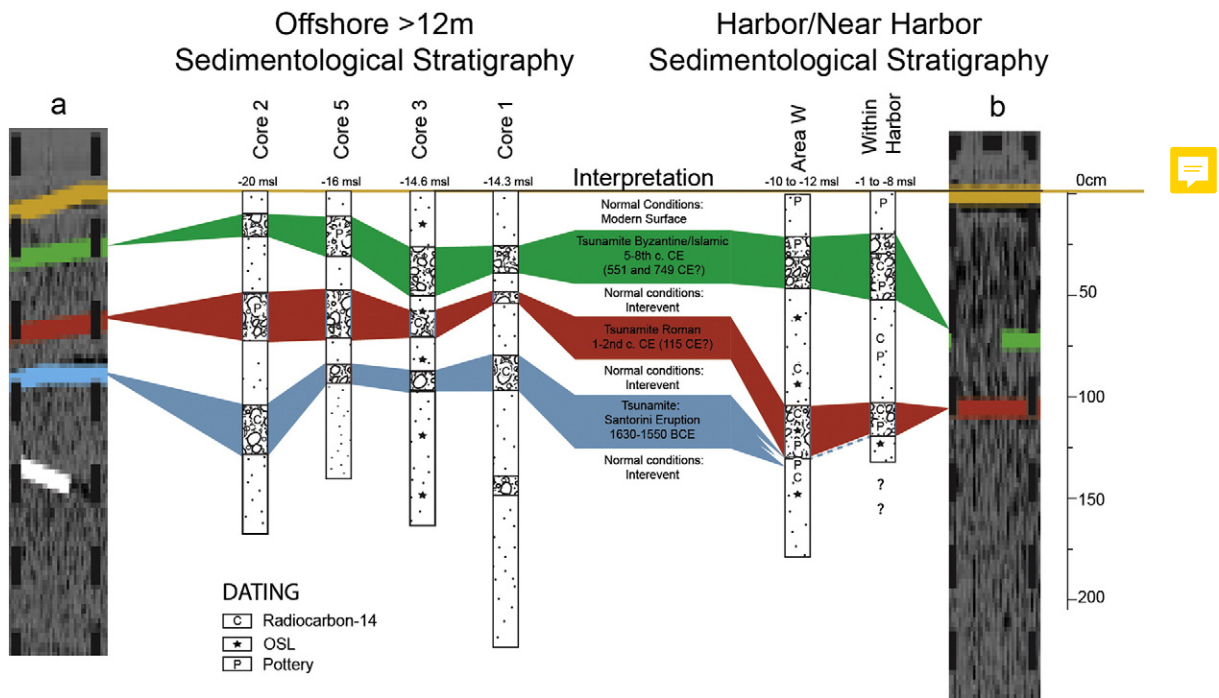 Offshore >12m
Sedimentological Stratigraphy
Harbor/Near Harbor
Sedimentological Stratigraphy
a
Core 2
Core 5
Core 3
Core 1
Area W
Within
Harbor
b
-20 msl
-16 msl
-14.6 msl
-14.3 msl
Interpretation
-10 to -12 msl
-1 to -8 msl
0cm
Normal Conditions:
Modern Surface
Tsunamite Byzantine/Islamic
5-8th c. CE
(551 and 749 CE?)
Normal conditions:
Interevent
Tsunamite Roman
1-2nd c. CE (115 CE?)
Normal conditions:
Interevent
Tsunamite:
Santorini Eruption
1630-1550 BCE
Normal conditions:
Interevent
P
C
P
C
C
C
P
P
C
P
C
P
C
P
C
P
C
P
C
P
?
?
50
100
150
200
DATING
C Radiocarbon-14
★ OSL
P Pottery